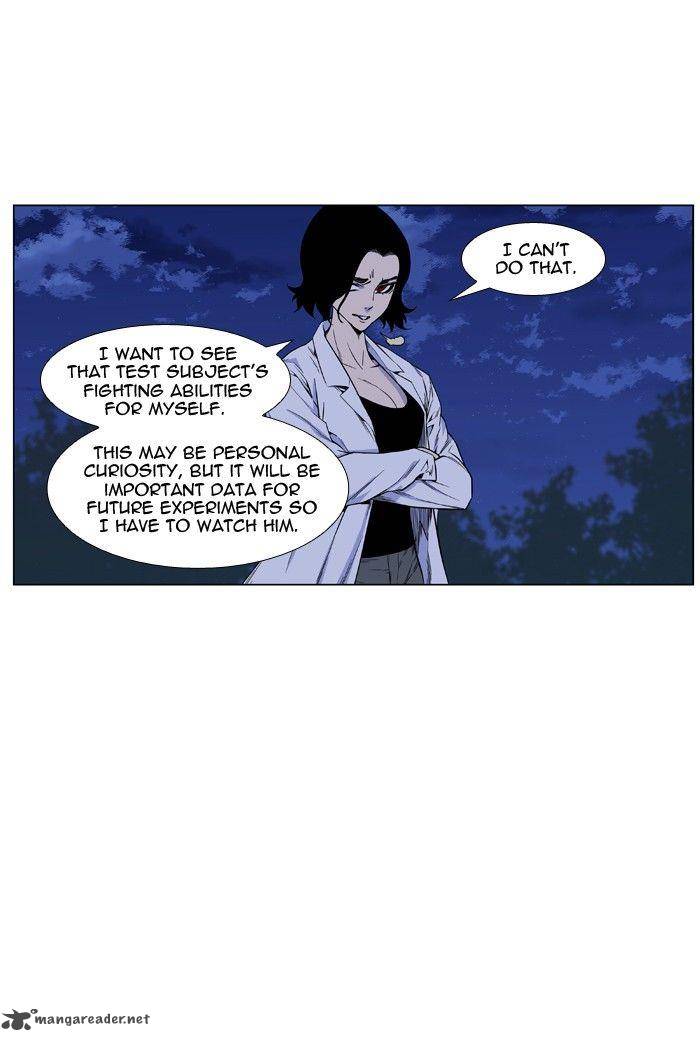 I CAN'T
DO THAT.
I WANT TO SEE
THAT TEST SUBJECT'S
FIGHTING ABILITIES
FOR MYSELF.
THIS MAY BE PERSONAL
CURIOSITY, BUT IT WILL BE
IMPORTANT DATA FOR
FUTURE EXPERIMENTS SO
I HAVE TO WATCH HIM.
mangareader.net